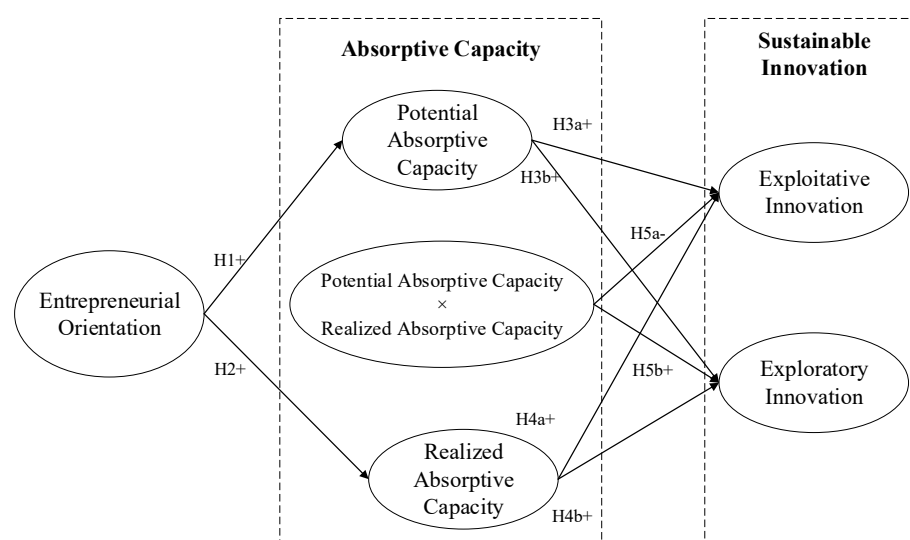 Absorptive Capacity
Sustainable
Innovation
Potential
Absorptive
Capacity
H3a+
H3b+
Exploitative
Innovation
H1+
H5a-
Entrepreneurial
Orientation
Potential Absorptive Capacity
×
Realized Absorptive Capacity
H2+
H5b+
Exploratory
Innovation
H4a+
Realized
Absorptive
Capacity
H4b+